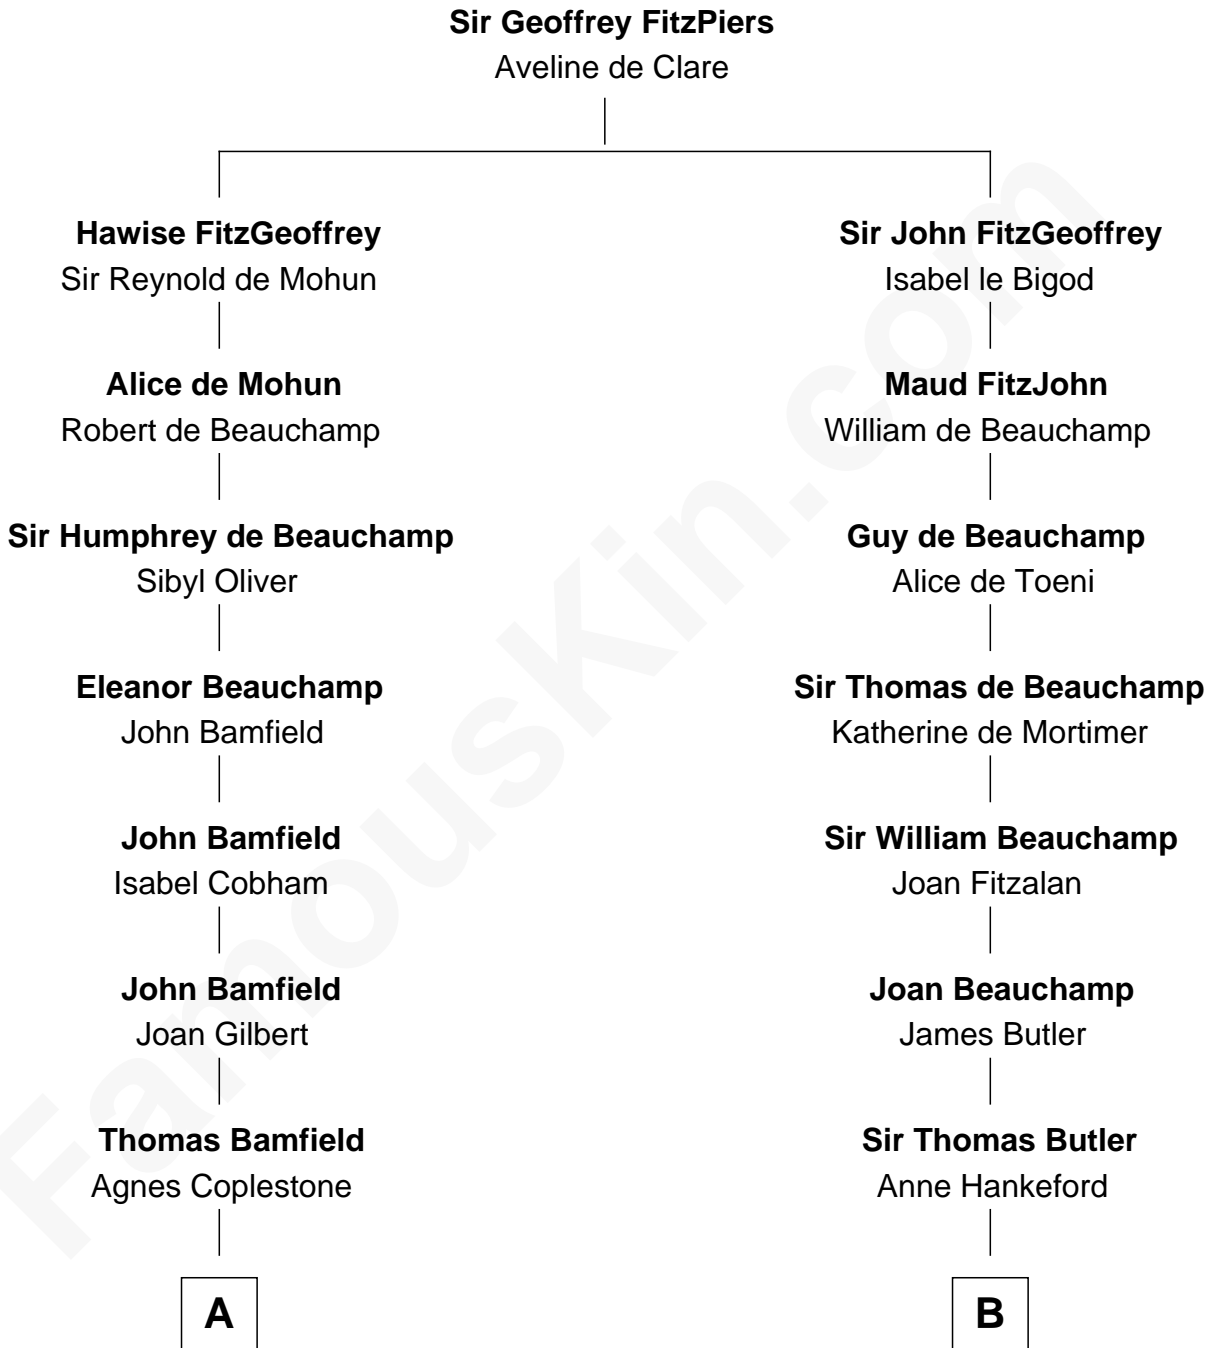 Sir Geoffrey FitzPiers
Aveline de Clare
Hawise FitzGeoffrey
Sir Reynold de Mohun
Sir John FitzGeoffrey
Isabel le Bigod
Alice de Mohun
Robert de Beauchamp
Maud FitzJohn
William de Beauchamp
Sir Humphrey de Beauchamp
Sibyl Oliver
Guy de Beauchamp
Alice de Toeni
Eleanor Beauchamp
John Bamfield
Sir Thomas de Beauchamp
Katherine de Mortimer
John Bamfield
Isabel Cobham
Sir William Beauchamp
Joan Fitzalan
John Bamfield
Joan Gilbert
Joan Beauchamp
James Butler
Thomas Bamfield
Agnes Coplestone
Sir Thomas Butler
Anne Hankeford
A
B
FamousKin.com